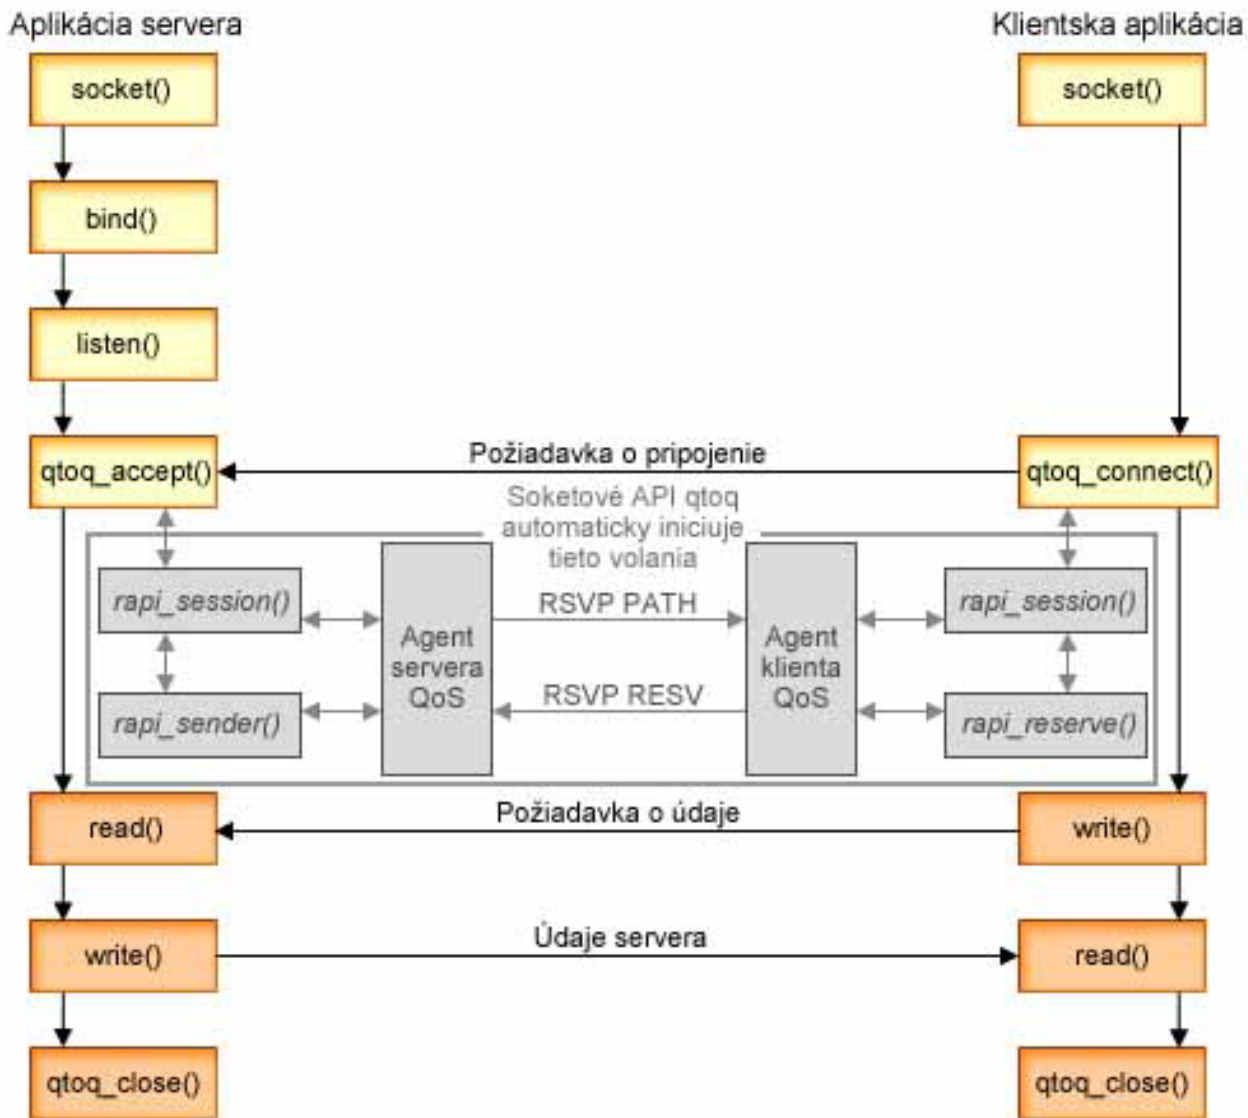 Aplikácia servera
Klientska aplikácia
socket()
socket()
bind()
listen()
Požiadavka o pripojenie
qtoq_accept()
qtoq_connect()
Soketové API qtoq
automaticky iniciuje
tieto volania
rapi_session()
RSVP PATH
rapi_session()
Agent
servera
QoS
Agent
klienta
QoS
rapi_sender()
RSVP RESV
rapi_reserve()
Požiadavka o údaje
read()
write()
Údaje servera
write()
read()
qtoq_close()
qtoq_close()